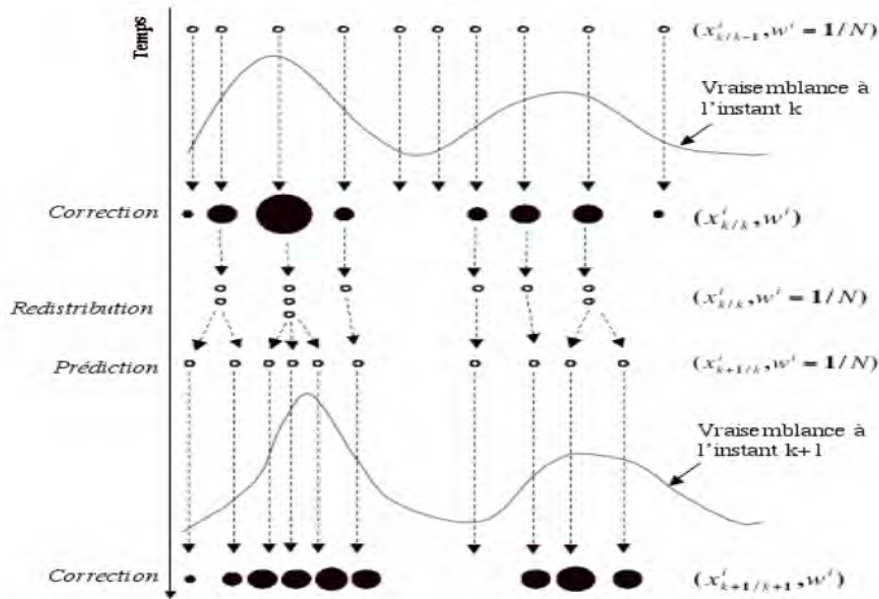 Temps
(x^i_{k/k-1}, w^i = 1/N)
Vraisemblance à
l'instant k
Correction
(x^i_{k/k}, w^i)
(x^i_{k/k}, w^i = 1/N)
Redistribution
Prédiction
(x^i_{k+1/k}, w^i = 1/N)
Vraisemblance à
l'instant k+1
Correction
(x^i_{k+1/k+1}, w^i)